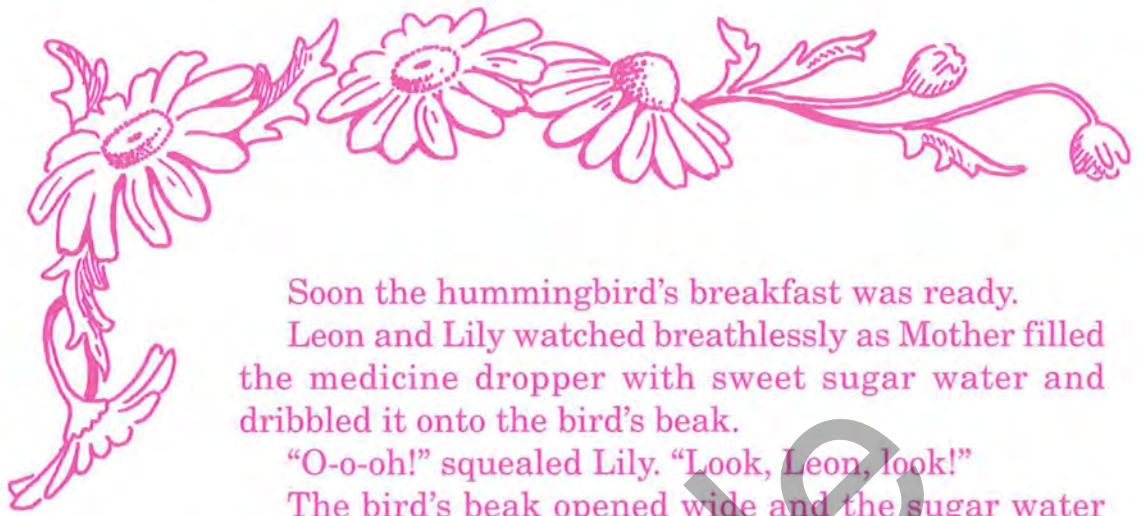 Soon the hummingbird's breakfast was ready.
Leon and Lily watched breathlessly as Mother filled
the medicine dropper with sweet sugar water and
dribbled it onto the bird's beak.
"O-o-oh!" squealed Lily. "Look, Leon, look!"
The bird's beak opened wide and the sugar water